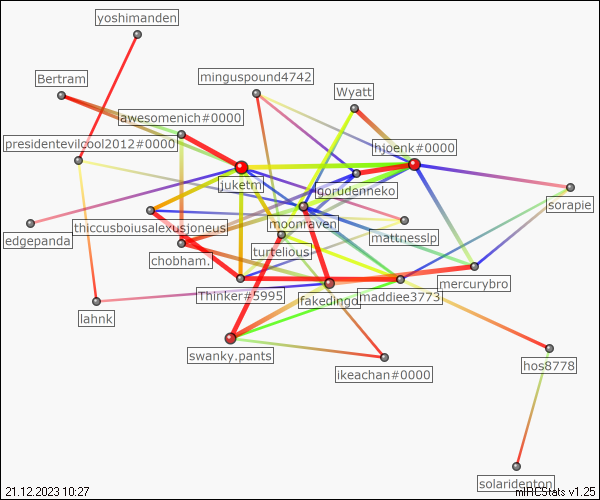 yoshimanden
Bertram
minguspound4742
Wyatt
awesomenich#0000
presidentevilcool2012#0000
hjoenk#0000
juketm
gorudenneko
sorapie
thiccusboiusalexusjoneus
moonraven
mattnesslp
edgepanda
chobham.
turtelious
Thinker#5995
fakedingo
maddiee3773
mercurybro
lahnk
swanky.pants
ikeachan#0000
hos8778
solaridenton
21.12.2023 10:27
mIRCStats v1.25